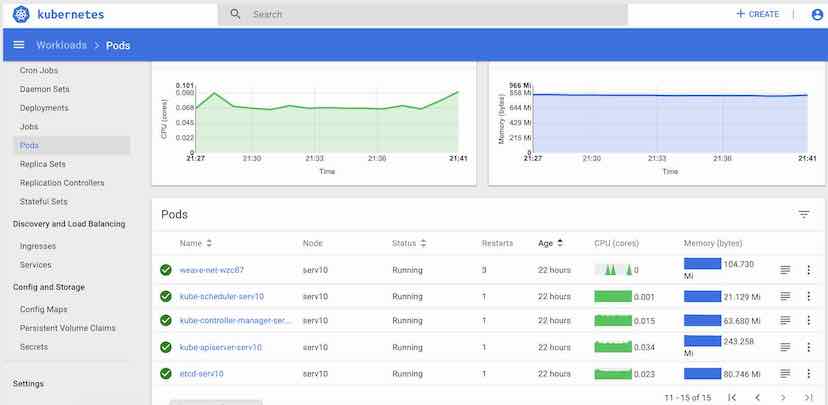 kubernetes
Search
+ CREATE
Workloads > Pods
Cron Jobs
Daemon Sets
Deployments
Jobs
Pods
Replica Sets
Replication Controllers
Stateful Sets
Discovery and Load Balancing
Ingresses
Services
Config and Storage
Config Maps
Persistent Volume Claims
Secrets
Settings
CPU (cores)
0.101
0.090
0.068
0.045
0.022
0
21:27 21:30 21:33 21:36 21:41
Time
Memory (bytes)
966 Mi
858 Mi
644 Mi
429 Mi
215 Mi
0
21:27 21:30 21:33 21:36 21:41
Time
Pods
Name Node Status Restarts Age CPU (cores) Memory (bytes)
weave-net-wzc87 serv10 Running 3 22 hours 0 104.730 Mi
kube-scheduler-serv10 serv10 Running 1 22 hours 0.001 21.129 Mi
kube-controller-manager-ser... serv10 Running 1 22 hours 0.015 63.680 Mi
kube-apiserver-serv10 serv10 Running 1 22 hours 0.034 243.258 Mi
etcd-serv10 serv10 Running 1 22 hours 0.023 80.746 Mi
11 - 15 of 15